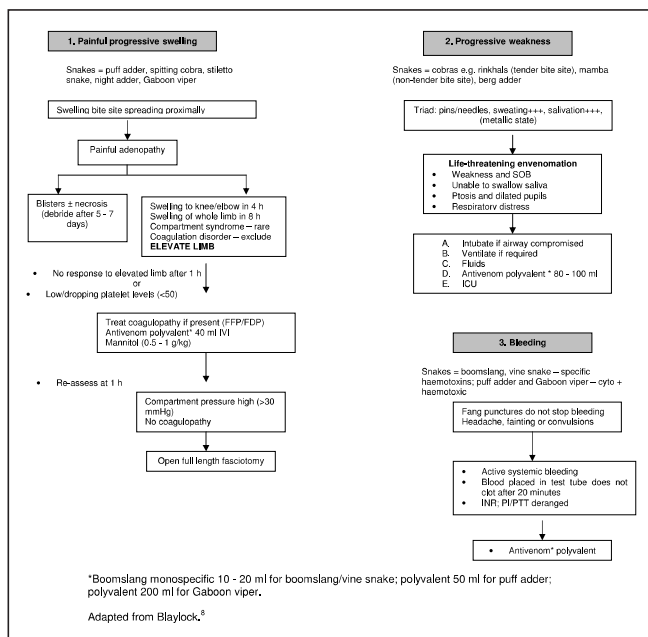 1. Painful progressive swelling
Snakes = puff adder, spitting cobra, stiletto
snake, night adder, Gaboon viper
Swelling bite site spreading proximally
Painful adenopathy
Blisters ± necrosis
(debride after 5 - 7
days)
Swelling to knee/elbow in 4 h
Swelling of whole limb in 8 h
Compartment syndrome – rare
Coagulation disorder – exclude
ELEVATE LIMB
• No response to elevated limb after 1 h
or
• Low/dropping platelet levels (<50)
Treat coagulopathy if present (FFP/FDP)
Antivenom polyvalent* 40 ml IVI
Mannitol (0.5 - 1 g/kg)
• Re-assess at 1 h
Compartment pressure high (>30
mmHg)
No coagulopathy
Open full length fasciotomy
2. Progressive weakness
Snakes = cobras e.g. rinkhals (tender bite site), mamba
(non-tender bite site), berg adder
Triad: pins/needles, sweating+++, salivation+++,
(metallic state)
Life-threatening envenomation
• Weakness and SOB
• Unable to swallow saliva
• Ptosis and dilated pupils
• Respiratory distress
A. Intubate if airway compromised
B. Ventilate if required
C. Fluids
D. Antivenom polyvalent * 80 - 100 ml
E. ICU
3. Bleeding
Snakes = boomslang, vine snake – specific
haemotoxins; puff adder and Gaboon viper – cyto +
haemotoxic
Fang punctures do not stop bleeding
Headache, fainting or convulsions
• Active systemic bleeding
• Blood placed in test tube does not
clot after 20 minutes
• INR; PI/PTT deranged
• Antivenom* polyvalent
*Boomslang monospecific 10 - 20 ml for boomslang/vine snake; polyvalent 50 ml for puff adder;
polyvalent 200 ml for Gaboon viper.
Adapted from Blaylock.8